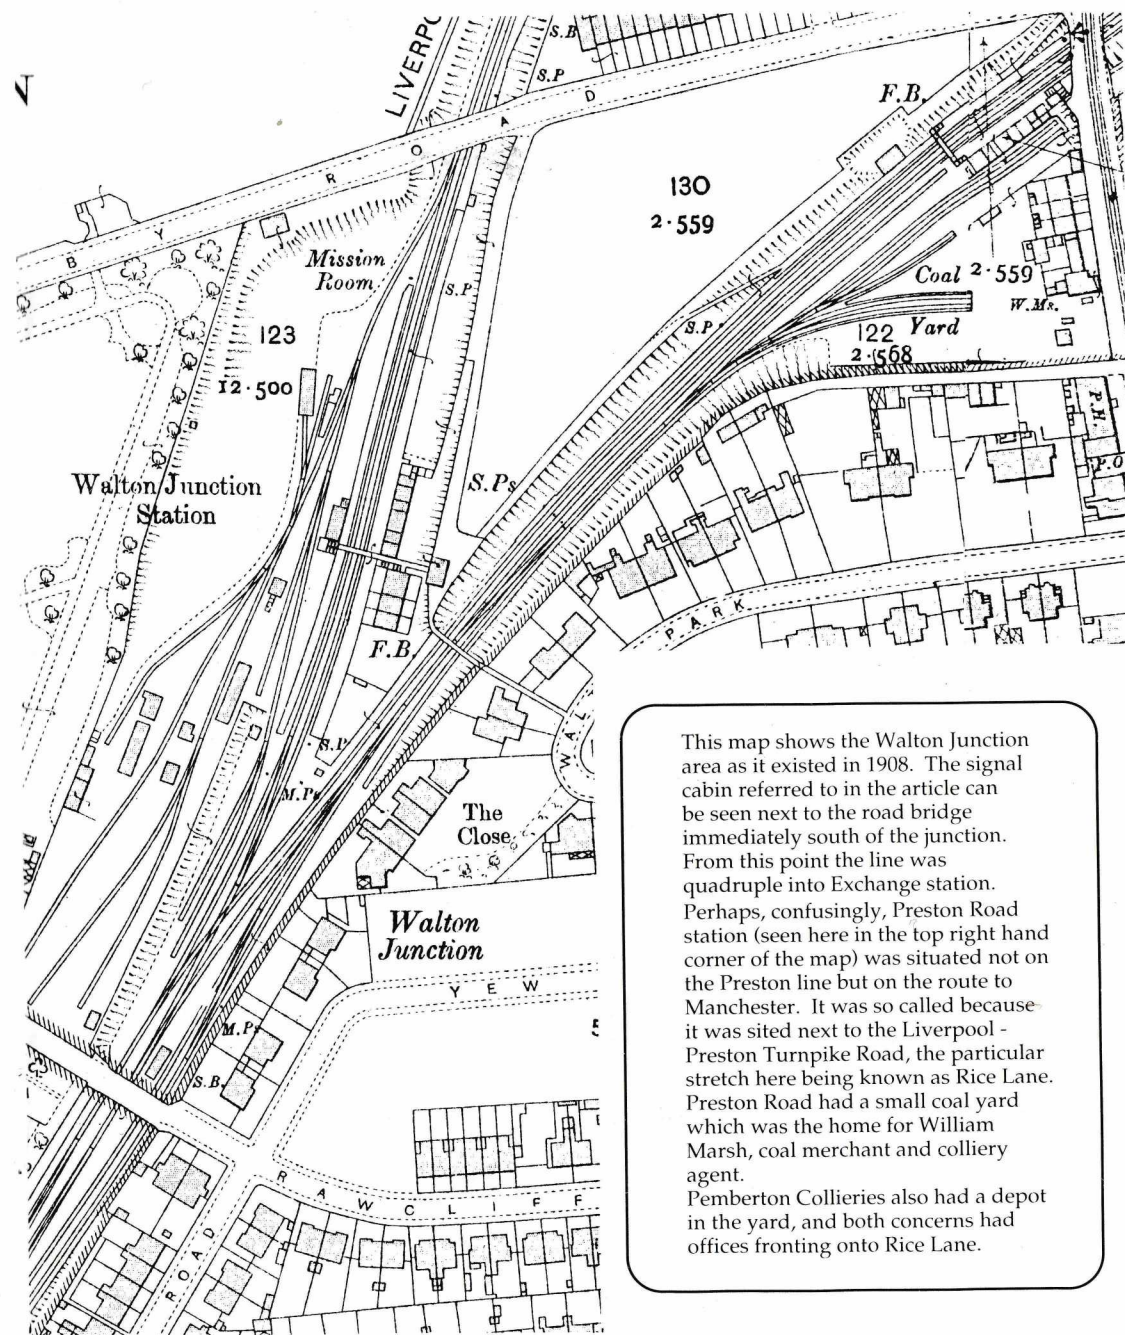 N
LIVERPO
S.B
S.P
B Y R O A D
F.B.
130
2·559
Mission
Room
S.P
S.P.
Coal 2·559
Yard
W.MR.
122
2·568
123
12·500
P.H.
P.O
Walton Junction
Station
S.Ps
PARK
F.B.
WAL
S.P
M.Ps
The
Close
Walton
Junction
YEW
M.Ps
S.B.
5
RAWCLIFF
ROAD
This map shows the Walton Junction
area as it existed in 1908. The signal
cabin referred to in the article can
be seen next to the road bridge
immediately south of the junction.
From this point the line was
quadruple into Exchange station.
Perhaps, confusingly, Preston Road
station (seen here in the top right hand
corner of the map) was situated not on
the Preston line but on the route to
Manchester. It was so called because
it was sited next to the Liverpool -
Preston Turnpike Road, the particular
stretch here being known as Rice Lane.
Preston Road had a small coal yard
which was the home for William
Marsh, coal merchant and colliery
agent.
Pemberton Collieries also had a depot
in the yard, and both concerns had
offices fronting onto Rice Lane.